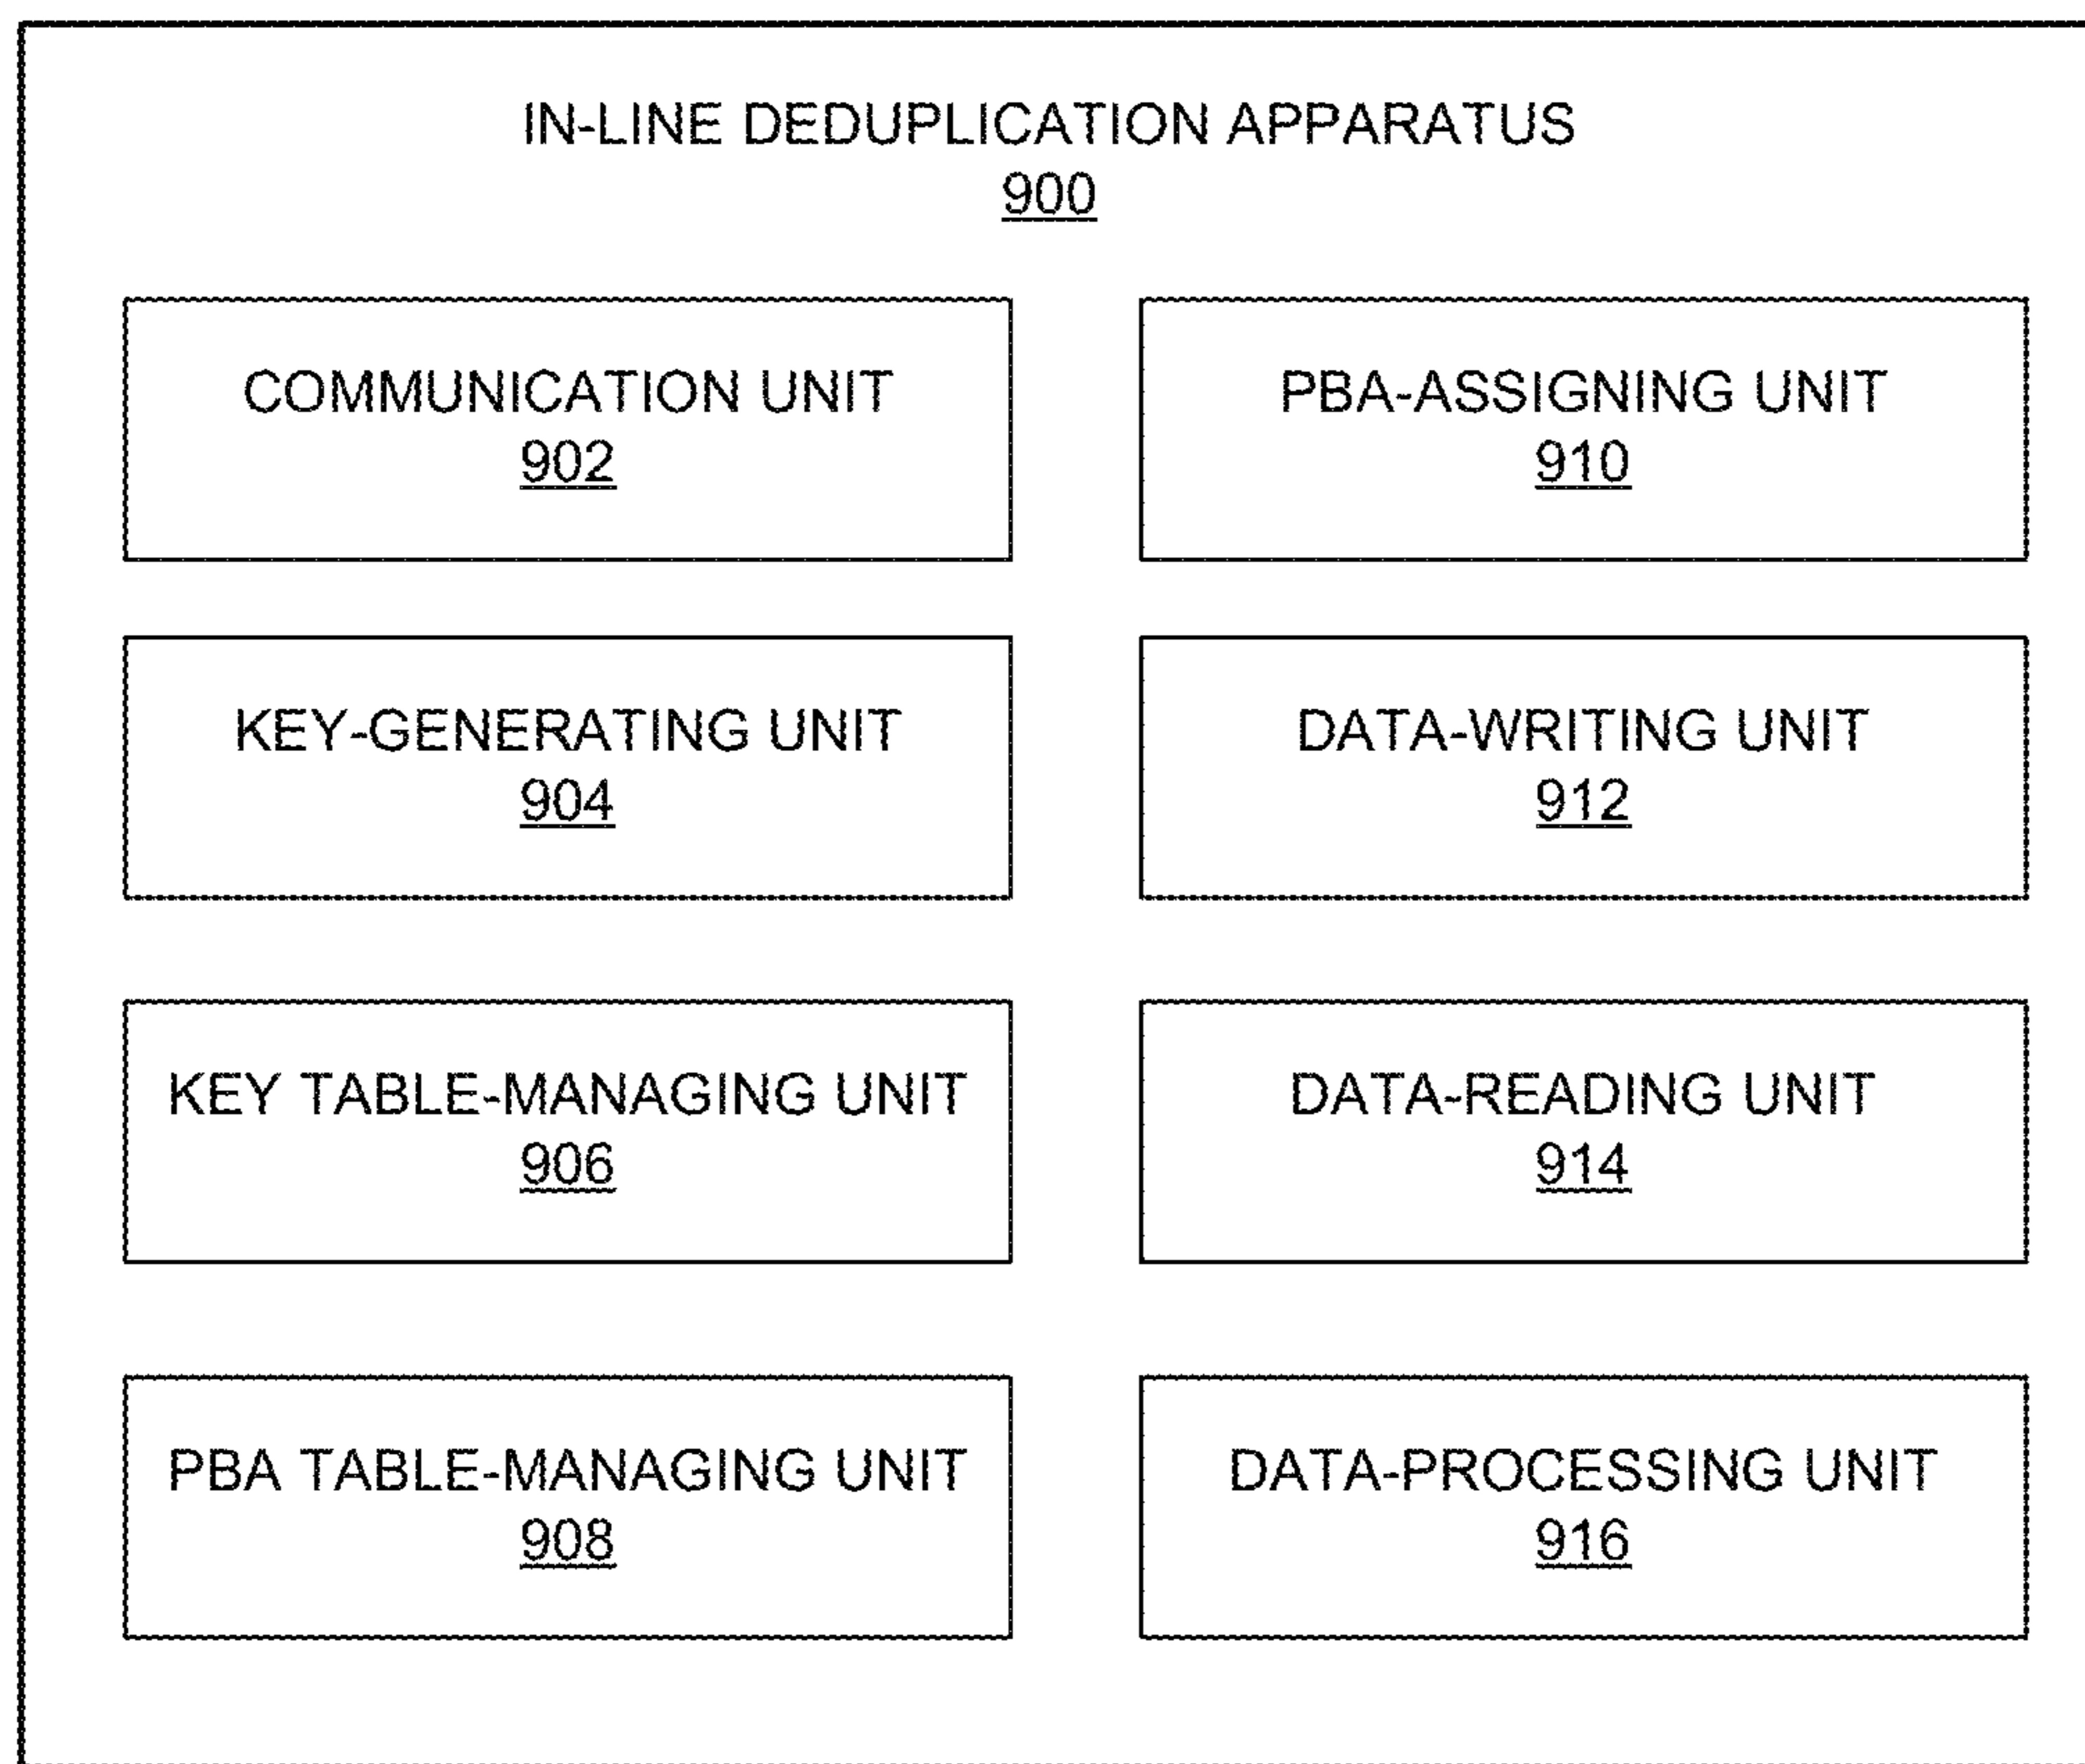 IN-LINE DEDUPLICATION APPARATUS
900
COMMUNICATION UNIT
902
KEY-GENERATING UNIT
904
KEY TABLE-MANAGING UNIT
906
PBA TABLE-MANAGING UNIT
908
PBA-ASSIGNING UNIT
910
DATA-WRITING UNIT
912
DATA-READING UNIT
914
DATA-PROCESSING UNIT
916